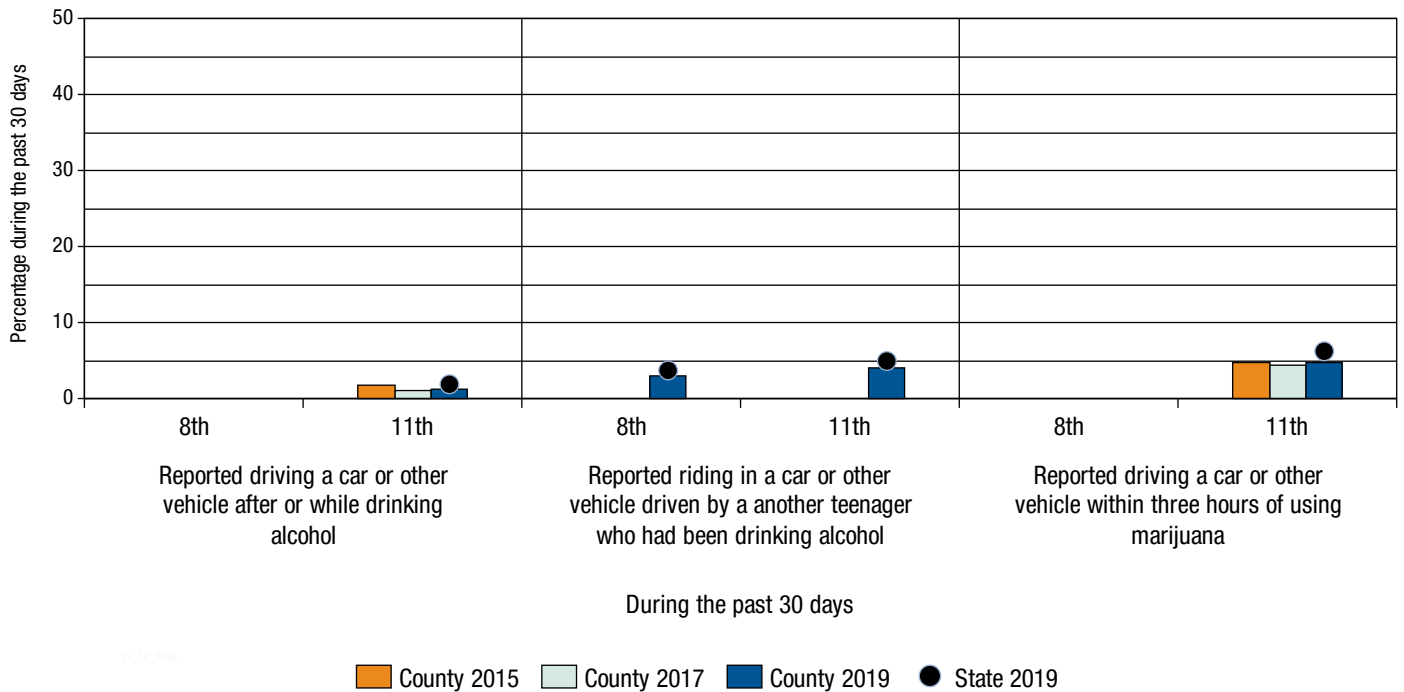 Percentage during the past 30 days
50
40
30
20
10
0
8th
11th
8th
11th
8th
11th
Reported driving a car or other
vehicle after or while drinking
alcohol
Reported riding in a car or other
vehicle driven by a another teenager
who had been drinking alcohol
Reported driving a car or other
vehicle within three hours of using
marijuana
During the past 30 days
County 2015
County 2017
County 2019
State 2019